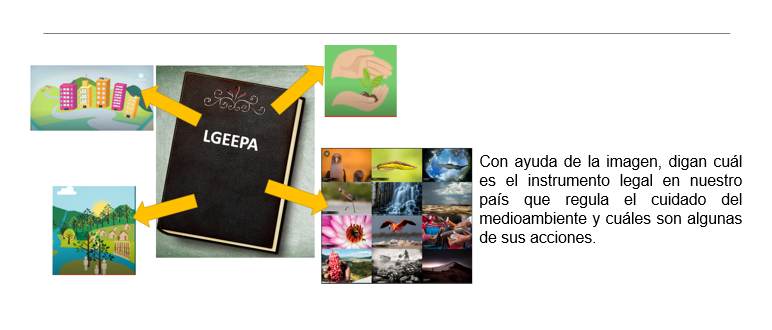 LGEEPA
Con ayuda de la imagen, digan cuál
es el instrumento legal en nuestro
país que regula el cuidado del
medioambiente y cuáles son algunas
de sus acciones.